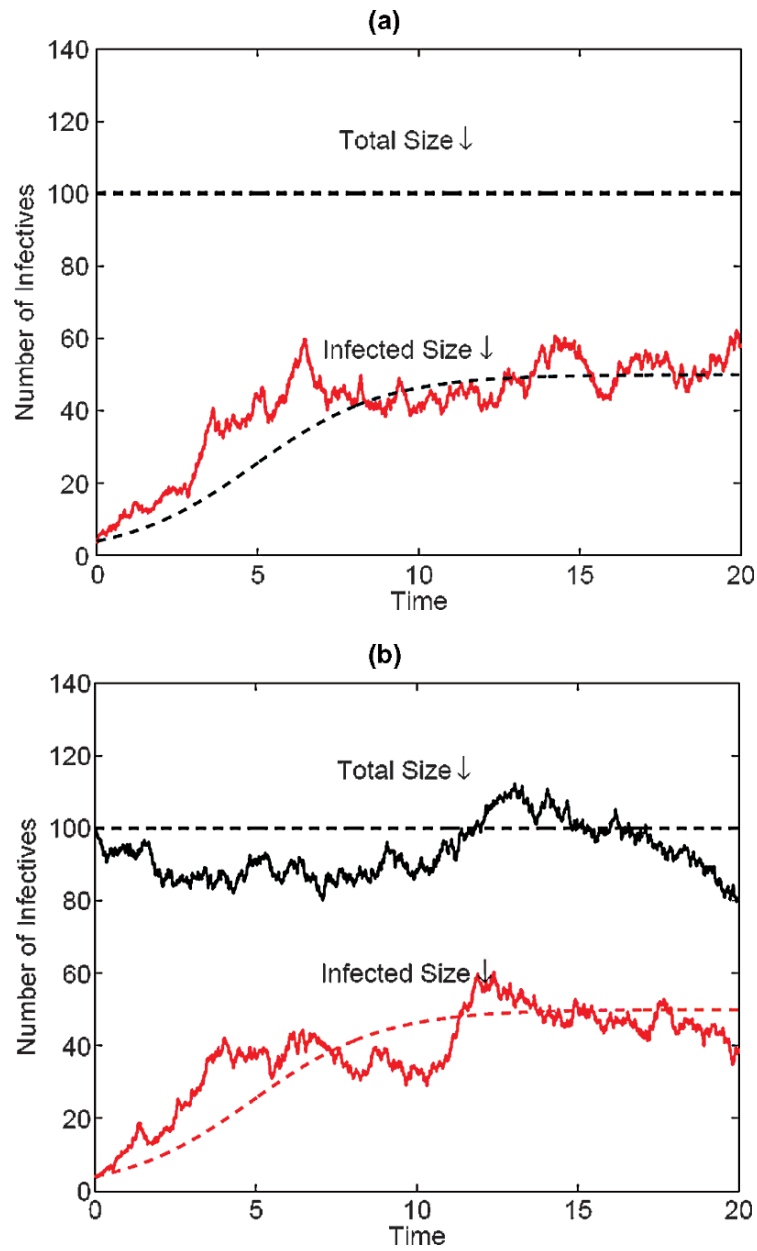 (a)
140
120
Total Size ↓
100
80
60
Infected Size ↓
40
20
0
0 5 10 15 20
Number of Infectives
Time
(b)
140
120
Total Size ↓
100
80
60
Infected Size ↓
40
20
0
0 5 10 15 20
Number of Infectives
Time